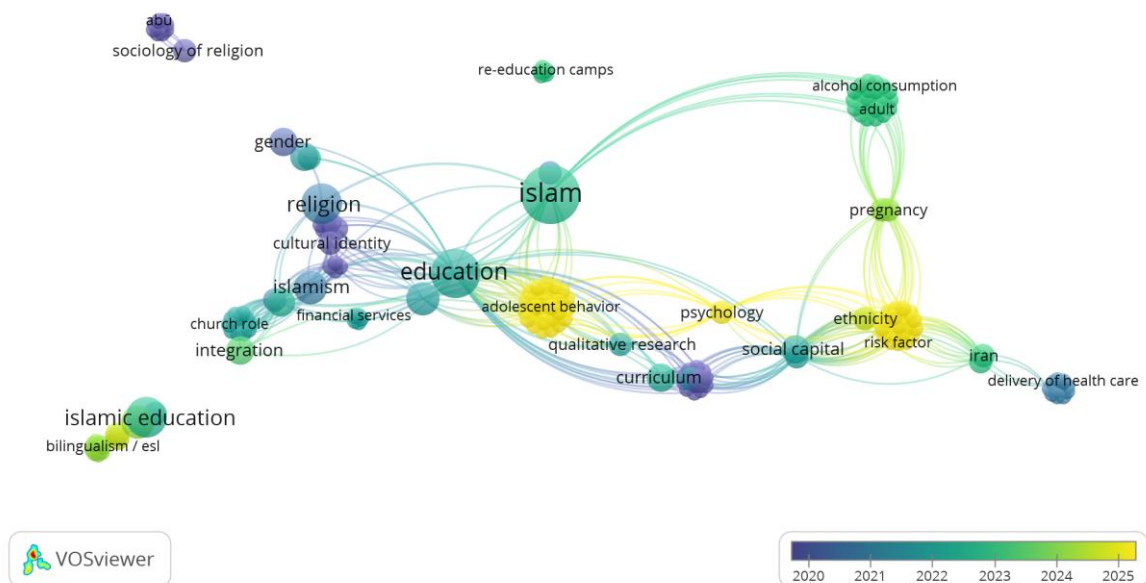 abū
sociology of religion
re-education camps
alcohol consumption
adult
gender
islam
religion
pregnancy
cultural identity
education
islamism
adolescent behavior
psychology
financial services
ethnicity
church role
risk factor
integration
qualitative research
social capital
iran
curriculum
delivery of health care
islamic education
bilingualism / esl
VOSviewer
2020 2021 2022 2023 2024 2025